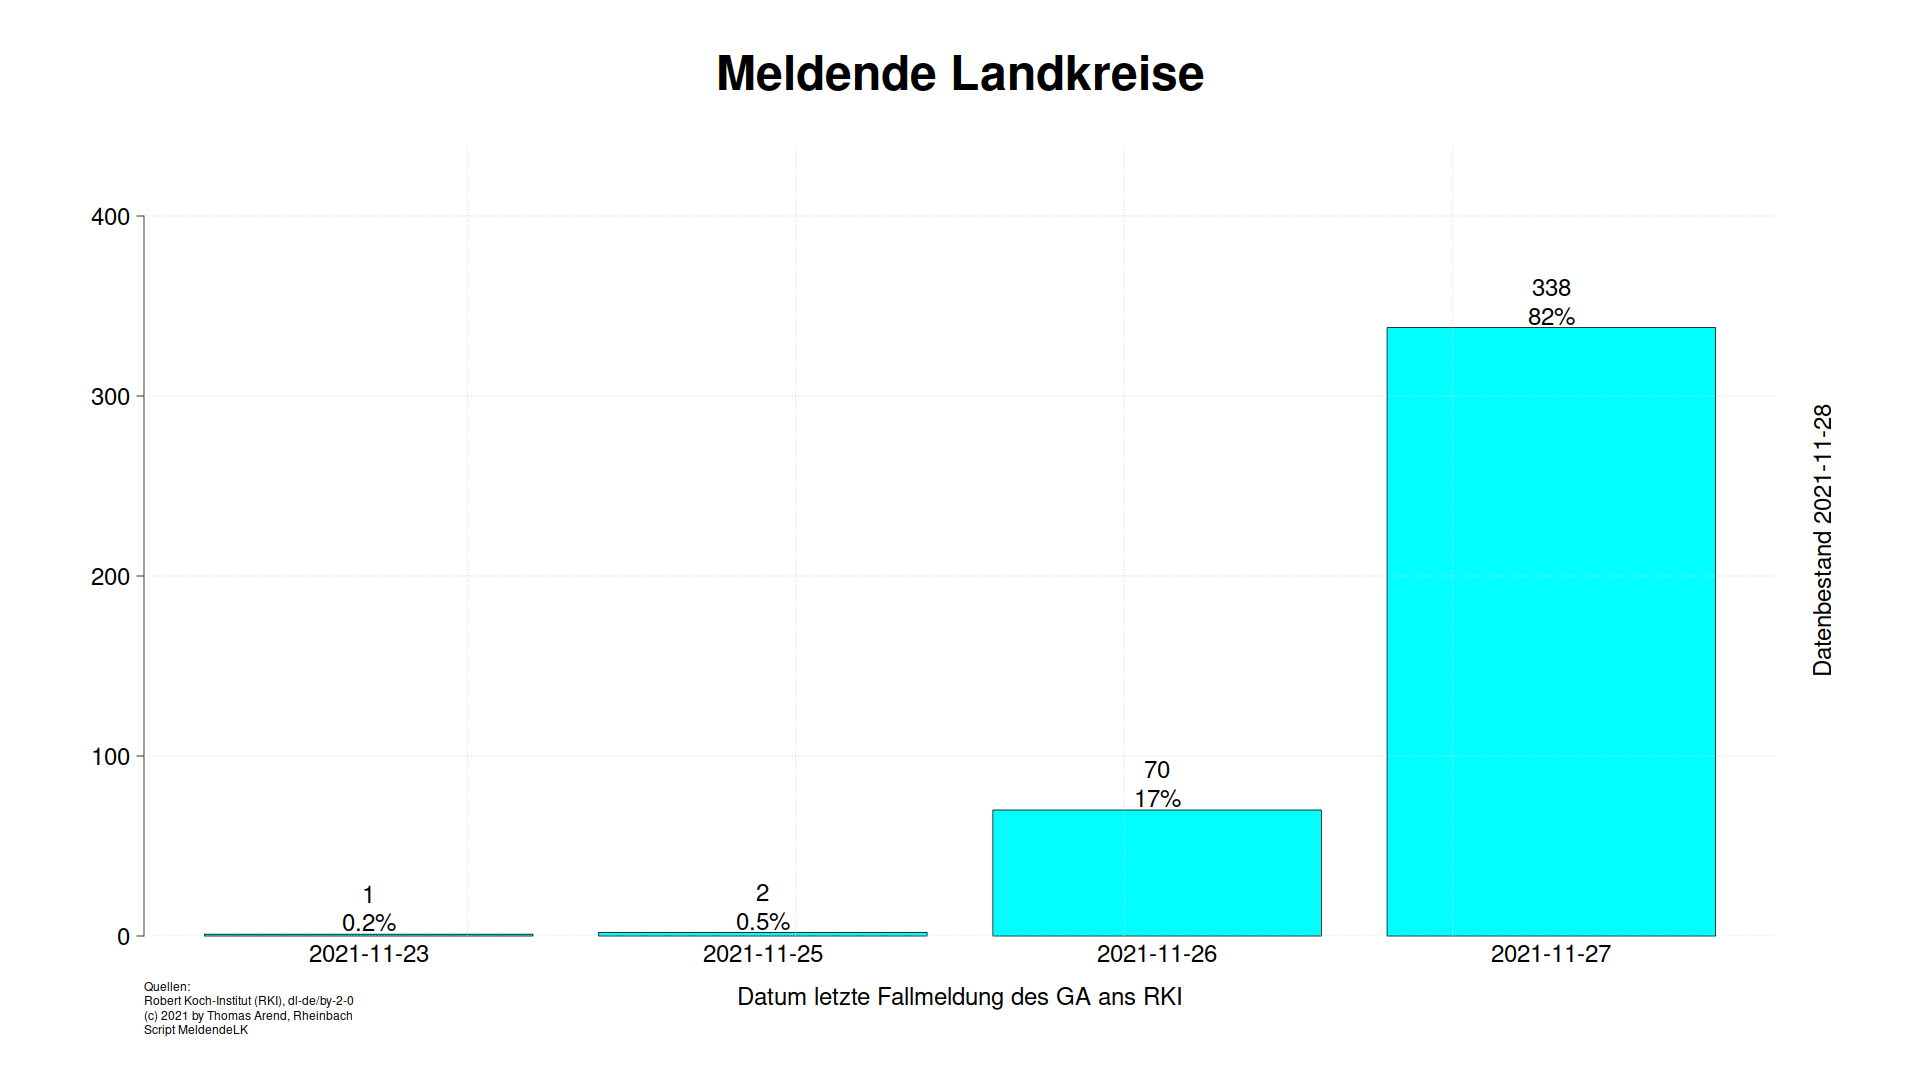 Meldende Landkreise
400
300
200
100
0
1
0.2%
2
0.5%
70
17%
338
82%
2021-11-23
2021-11-25
2021-11-26
2021-11-27
Datum letzte Fallmeldung des GA ans RKI
Datenbestand 2021-11-28
Quellen:
Robert Koch-Institut (RKI), dl-de/by-2-0
(c) 2021 by Thomas Arend, Rheinbach
Script MeldendeLK